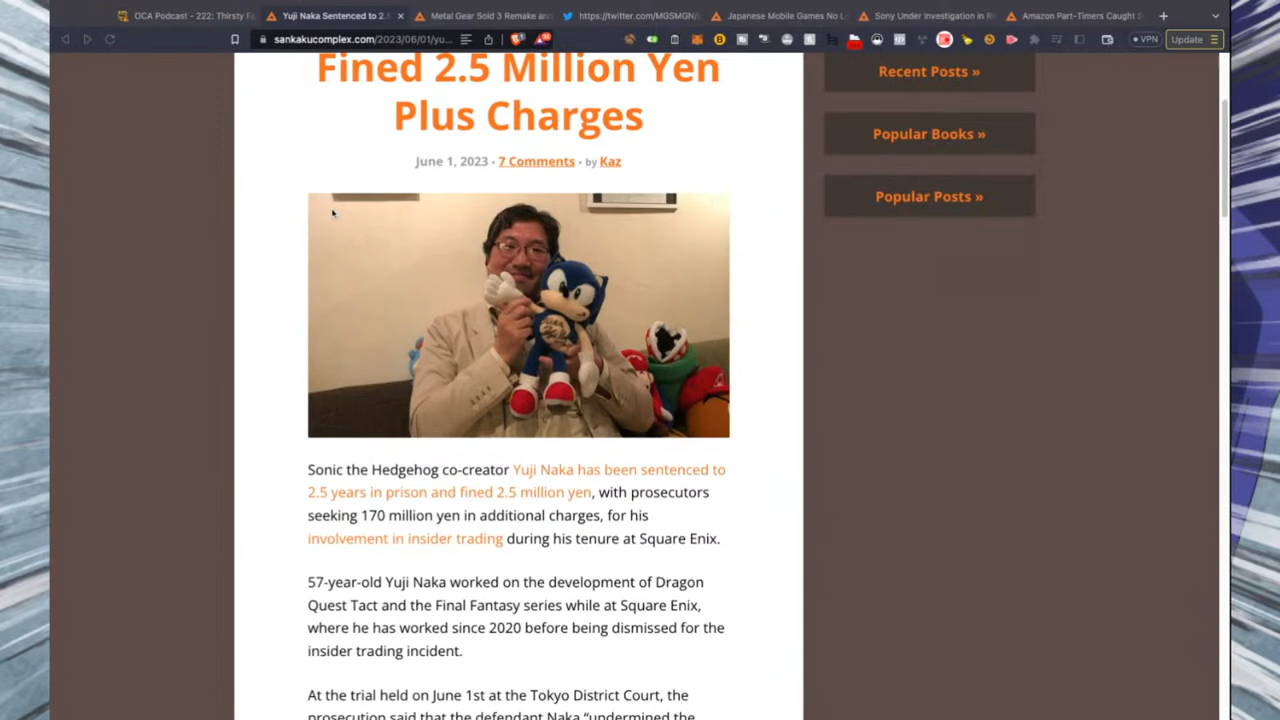 OCA Podcast - 222: Thirsty F
Yuji Naka Sentenced to 2.
Metal Gear Sold 3 Remake an
https://twitter.com/MGSMGN/
Japanese Mobile Games No L
Sony Under Investigation in R
Amazon Part-Timers Caught S
sankakucomplex.com/2023/06/01/yu...
VPN
Update
Fined 2.5 Million Yen
Plus Charges
June 1, 2023 • 7 Comments • by Kaz
Recent Posts »
Popular Books »
Popular Posts »
Sonic the Hedgehog co-creator Yuji Naka has been sentenced to
2.5 years in prison and fined 2.5 million yen, with prosecutors
seeking 170 million yen in additional charges, for his
involvement in insider trading during his tenure at Square Enix.
57-year-old Yuji Naka worked on the development of Dragon
Quest Tact and the Final Fantasy series while at Square Enix,
where he has worked since 2020 before being dismissed for the
insider trading incident.
At the trial held on June 1st at the Tokyo District Court, the
prosecution said that the defendant Naka “undermined the